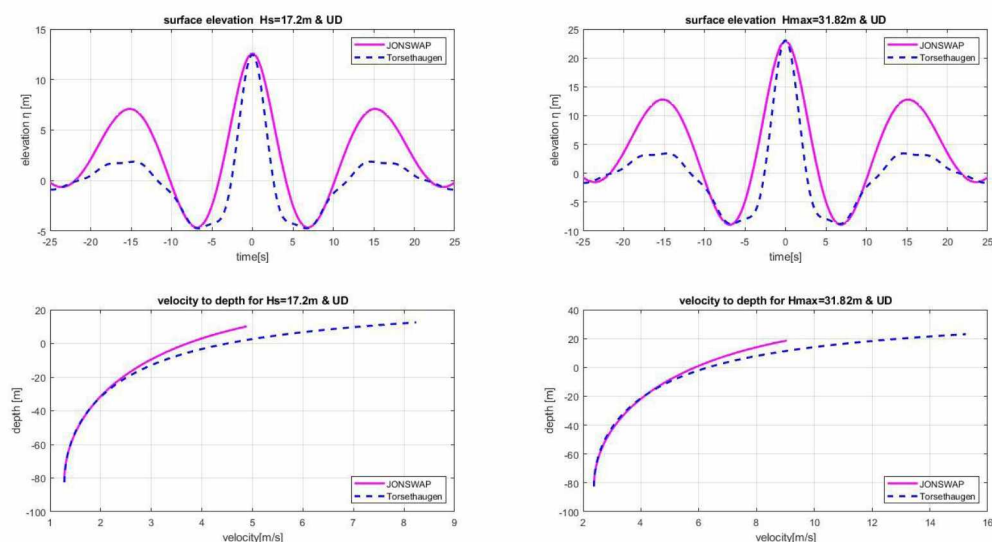 surface elevation Hs=17.2m & UD
elevation η [m]
15
10
5
0
-5
JONSWAP
Torsethaugen
-25 -20 -15 -10 -5 0 5 10 15 20 25
time[s]
surface elevation Hmax=31.82m & UD
elevation η [m]
25
20
15
10
5
0
-5
-10
JONSWAP
Torsethaugen
-25 -20 -15 -10 -5 0 5 10 15 20 25
time[s]
velocity to depth for Hs=17.2m & UD
depth [m]
20
0
-20
-40
-60
-80
-100
JONSWAP
Torsethaugen
1 2 3 4 5 6 7 8 9
velocity[m/s]
velocity to depth for Hmax=31.82m & UD
depth [m]
40
20
0
-20
-40
-60
-80
-100
JONSWAP
Torsethaugen
2 4 6 8 10 12 14 16
velocity[m/s]